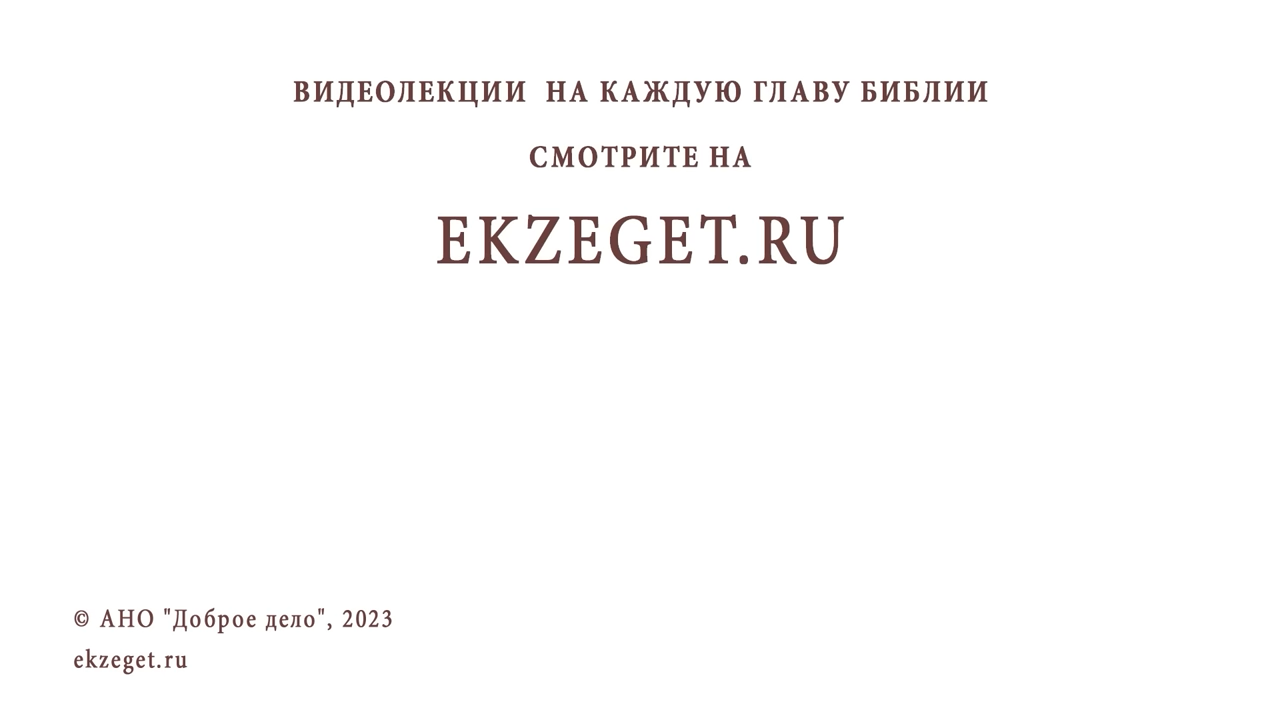 ВИДЕОЛЕКЦИИ НА КАЖДУЮ ГЛАВУ БИБЛИИ
СМОТРИТЕ НА
EKZEGET.RU
© АНО "Доброе дело", 2023
ekzeget.ru